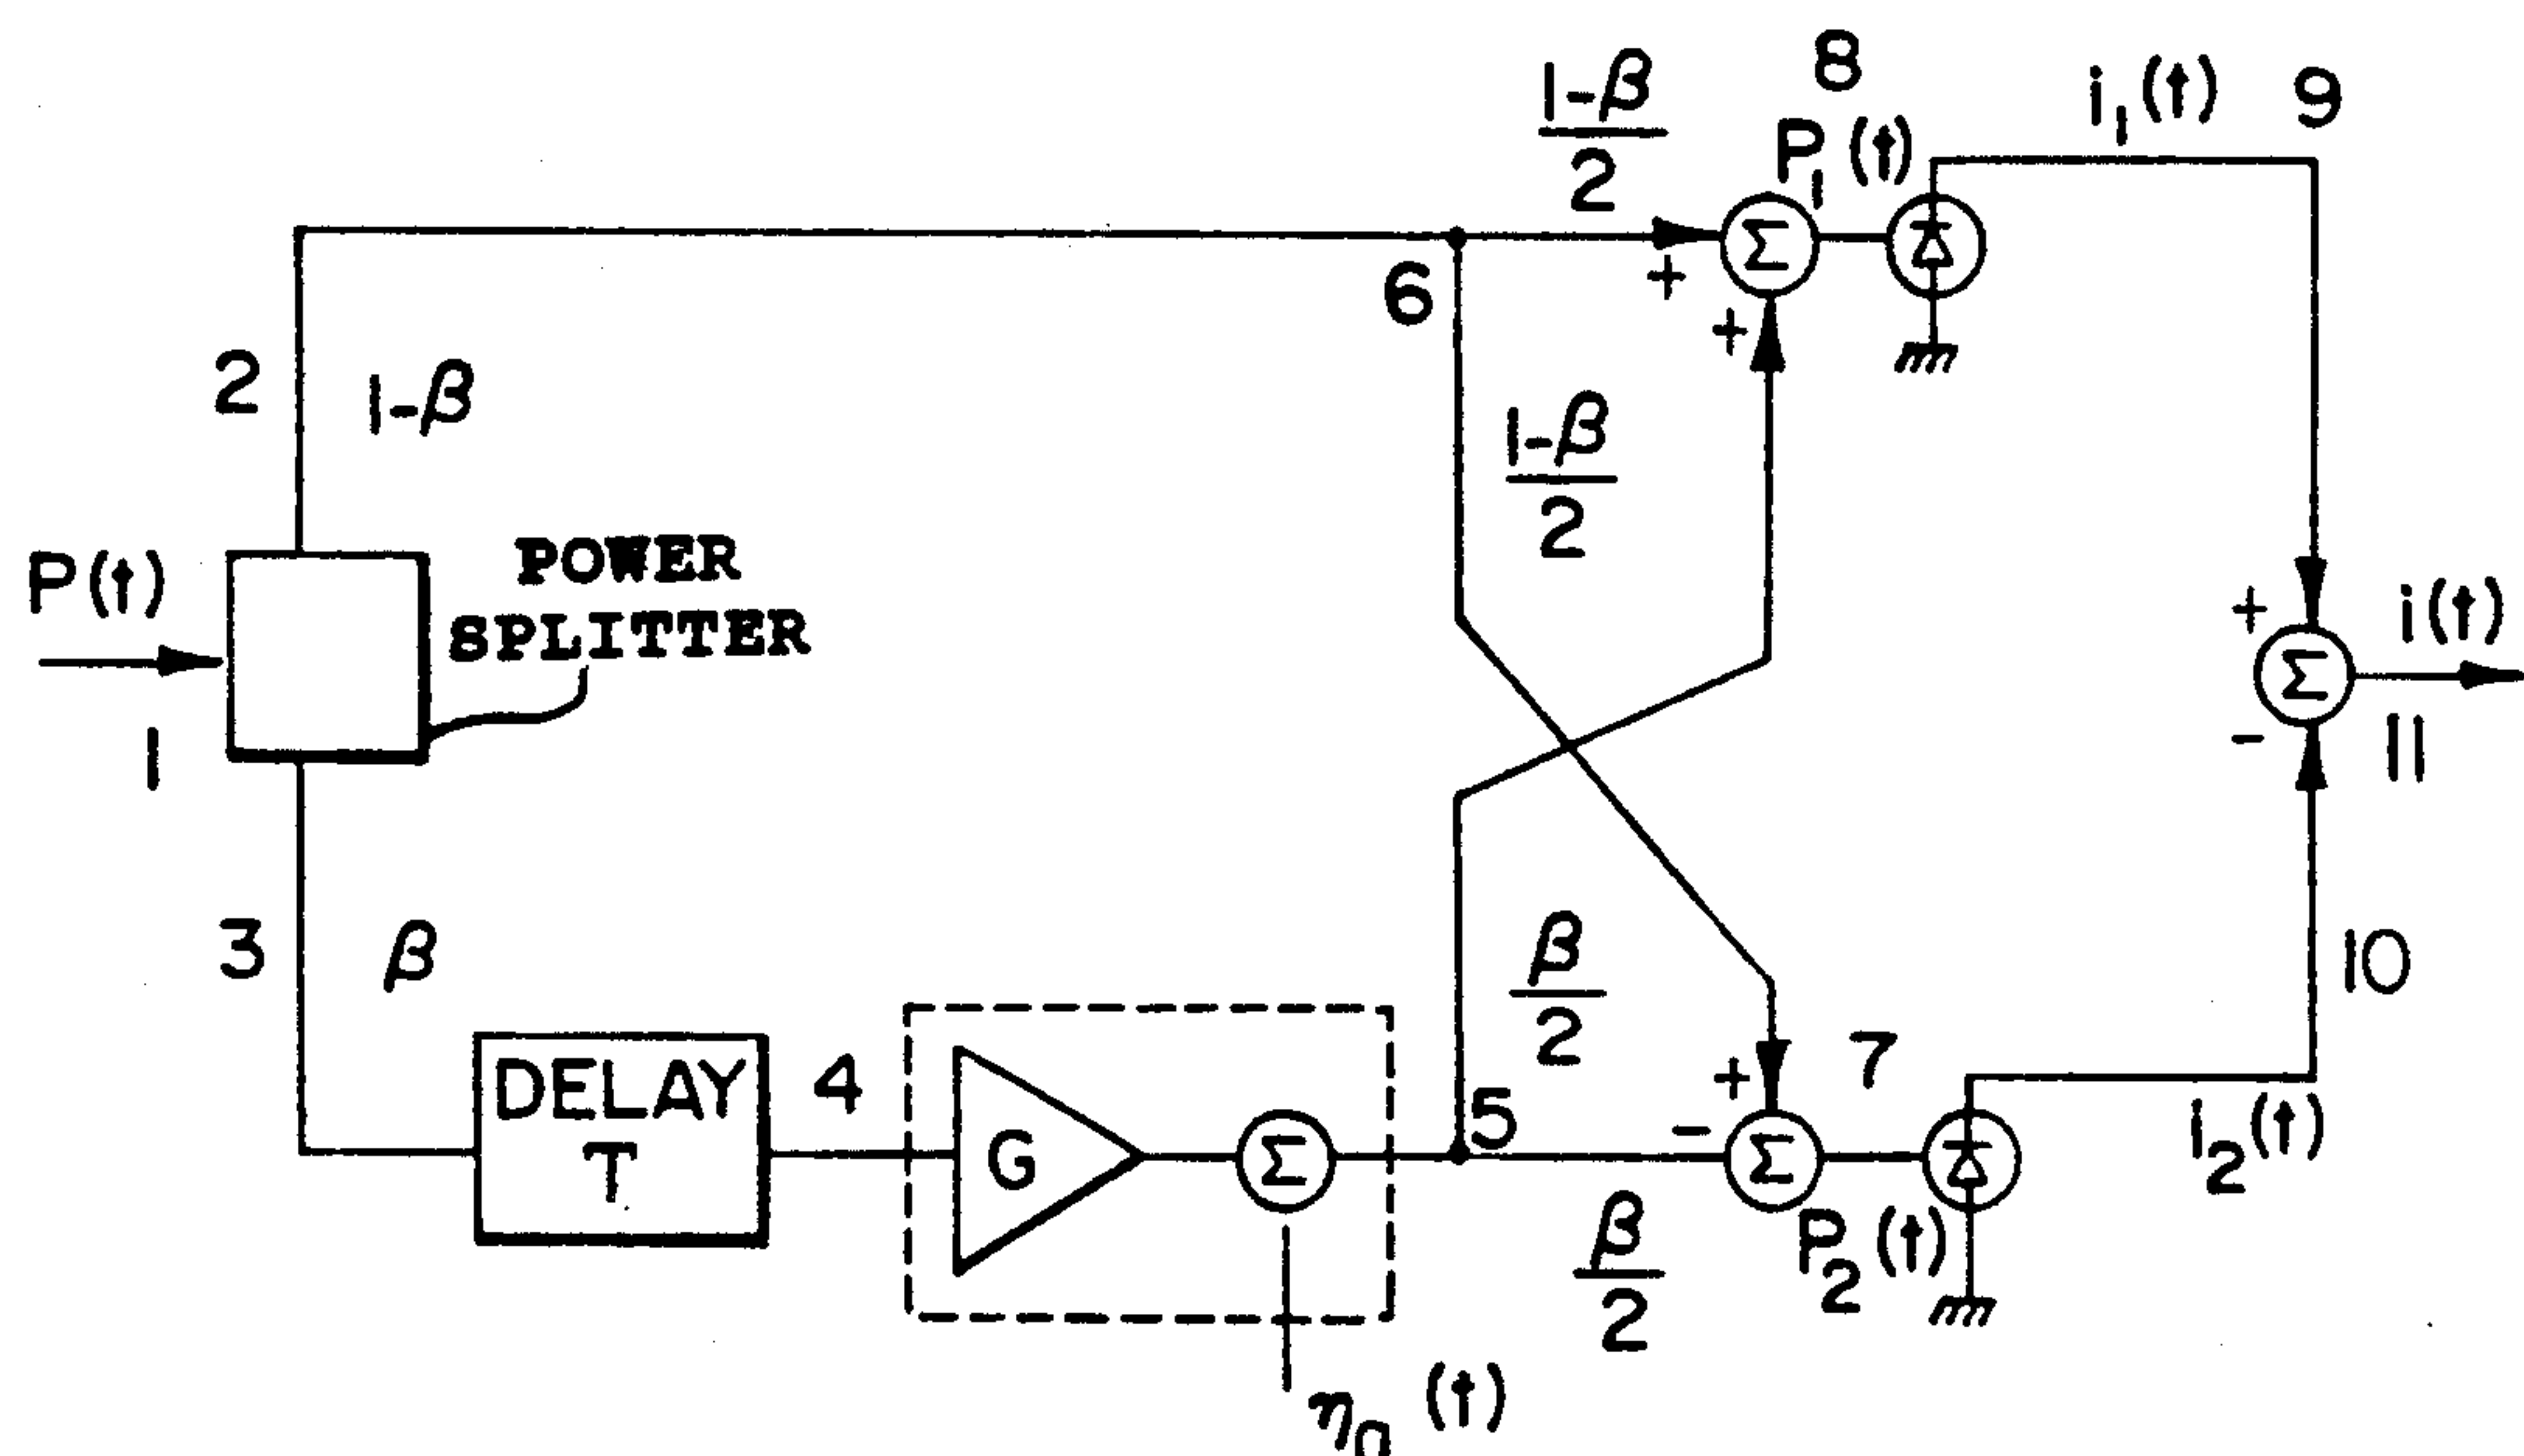 8
1-β
2
P₁(t)
i₁(t)
9
6
+
Σ
+
2
1-β
1-β
2
P(t)
POWER
SPLITTER
1
+
i(t)
Σ
-
11
3
β
β
2
10
DELAY
T
4
G
Σ
5
+
-
Σ
7
i₂(t)
β
2
P₂(t)
ηₐ(t)